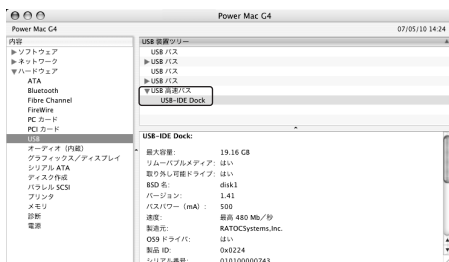 Power Mac G4
Power Mac G4
07/05/10 14:24
内容
▶ソフトウェア
▶ネットワーク
▼ハードウェア
ATA
Bluetooth
Fibre Channel
FireWire
PC カード
PCI カード
USB
オーディオ（内蔵）
グラフィックス／ディスプレイ
シリアル ATA
ディスク作成
パラレル SCSI
プリンタ
メモリ
診断
電源
USB 装置ツリー
USB バス
▶USB バス
USB バス
▶USB バス
▼USB 高速バス
USB-IDE Dock
USB-IDE Dock:
最大容量: 19.16 GB
リムーバブルメディア: はい
取り外し可能ドライブ: はい
BSD 名: disk1
バージョン: 1.41
バスパワー（mA）: 500
速度: 最高 480 Mb／秒
製造元: RATOCSystems,Inc.
OS9 ドライバ: はい
製品 ID: 0x0224
シリアル番号: 010100000743